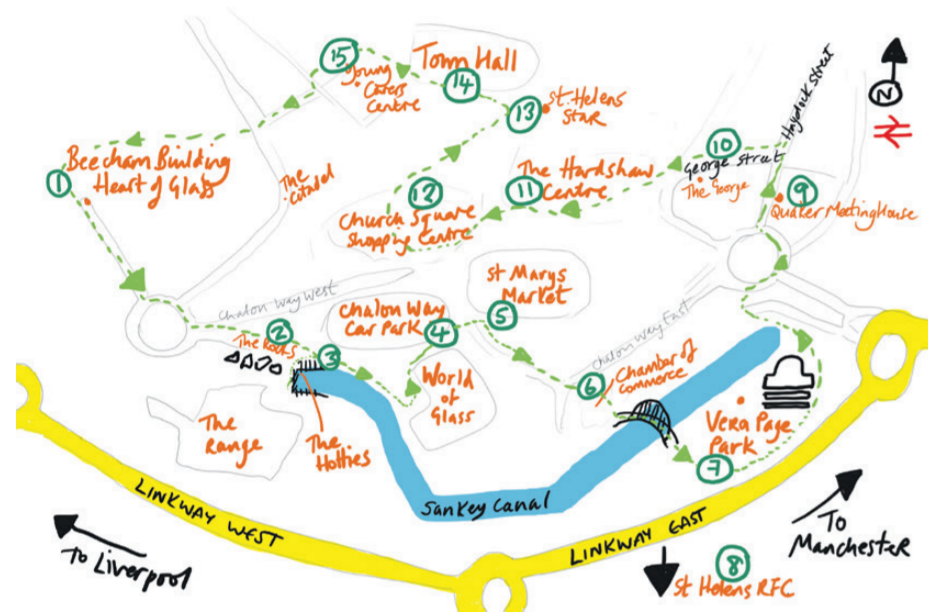 15
Young
Carers
Centre
Town Hall
14
13
St. Helens
Star
Haydock Street
N
1
Beecham Building
Heart of Glass
The
Citadel
12
Church Square
Shopping Centre
11
The Hardshaw
Centre
10
George Street
The George
9
Quaker Meeting House
Chalon Way West
2
The Rocks
3
Chalon Way
Car Park
4
St Marys
Market
5
World
of
Glass
Chalon Way East
6
Chamber of
Commerce
Vera Page
Park
7
The
Range
The
Hotties
Sankey Canal
LINKWAY WEST
LINKWAY EAST
To Liverpool
To
Manchester
8
St Helens RFC